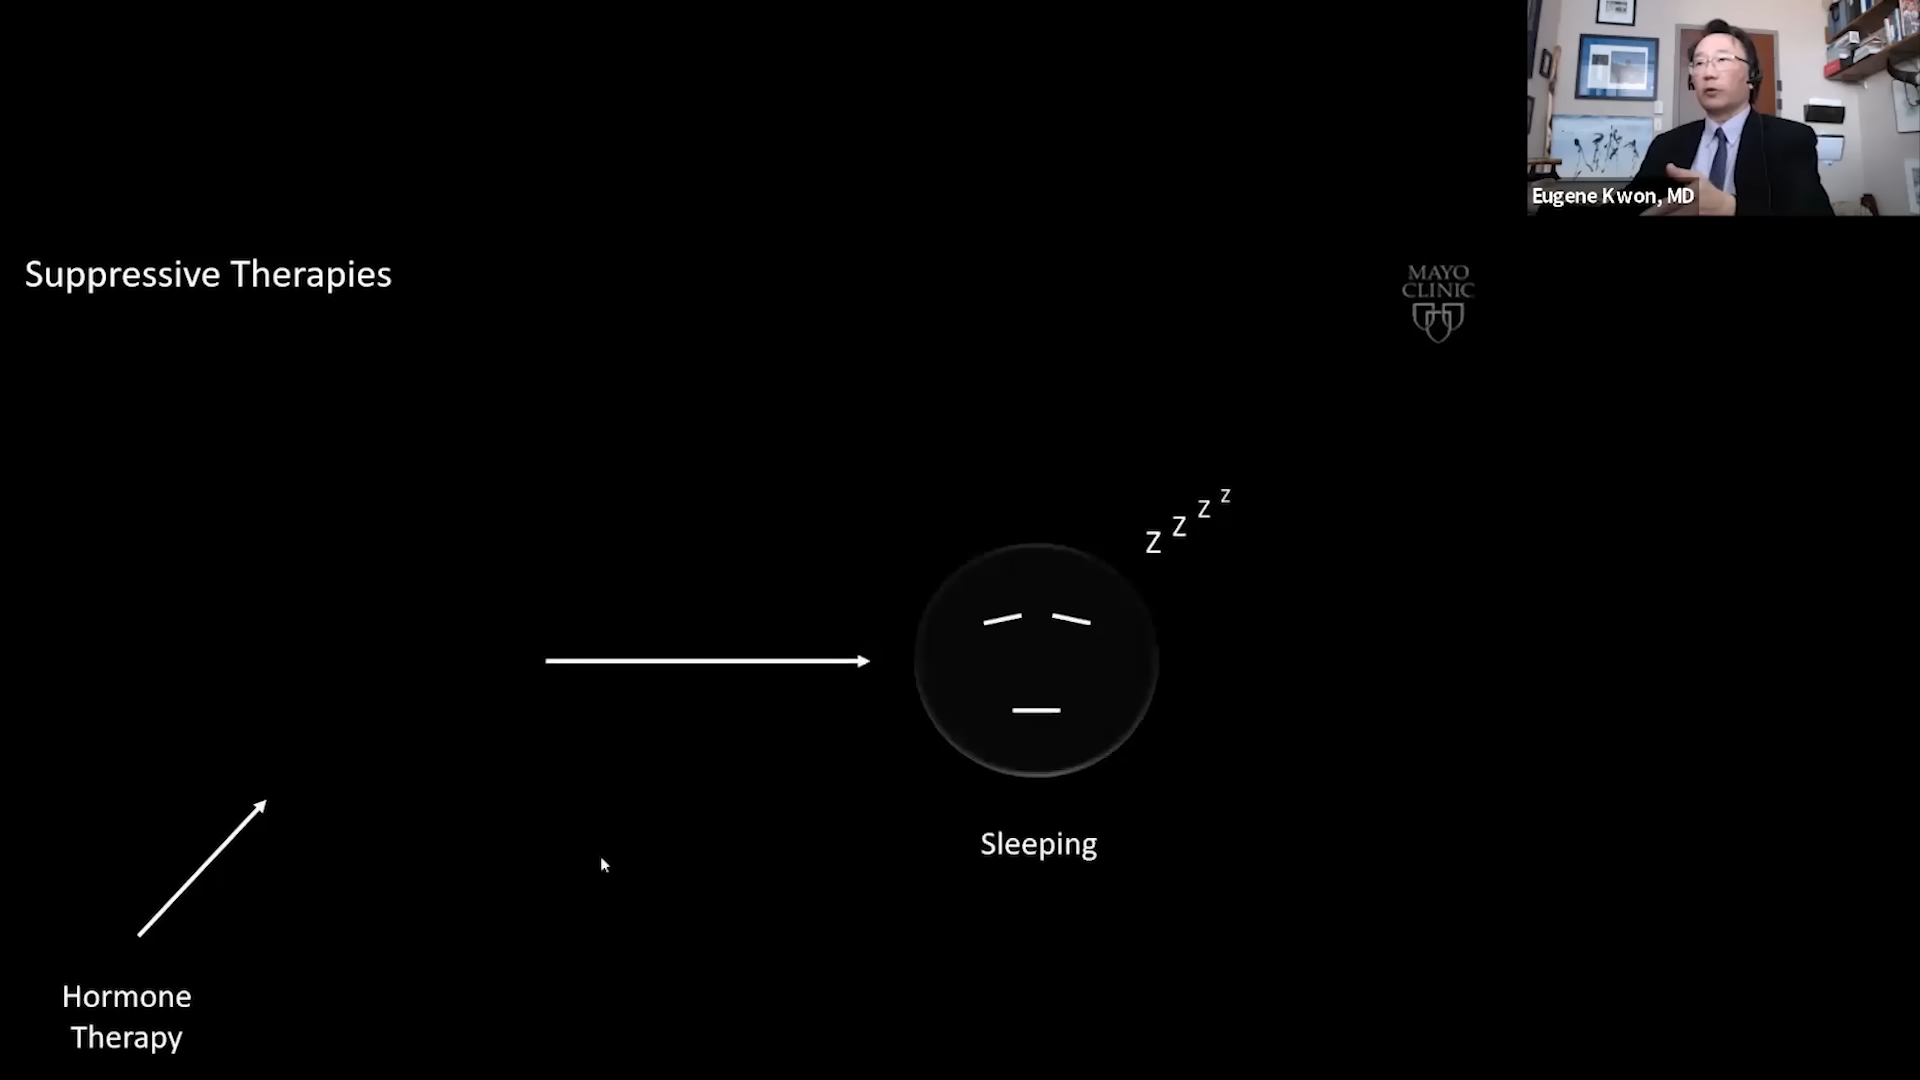 Eugene Kwon, MD
Suppressive Therapies
MAYO
CLINIC
Z Z Z Z
Sleeping
Hormone
Therapy